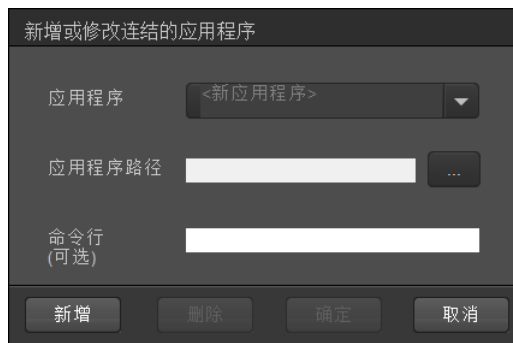 新增或修改连结的应用程序
应用程序
<新应用程序>
应用程序路径
...
命令行
(可选)
新增
删除
确定
取消